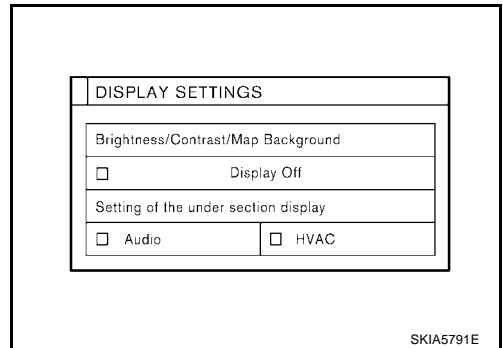 DISPLAY SETTINGS
Brightness/Contrast/Map Background
Display Off
Setting of the under section display
Audio HVAC
SKIA5791E